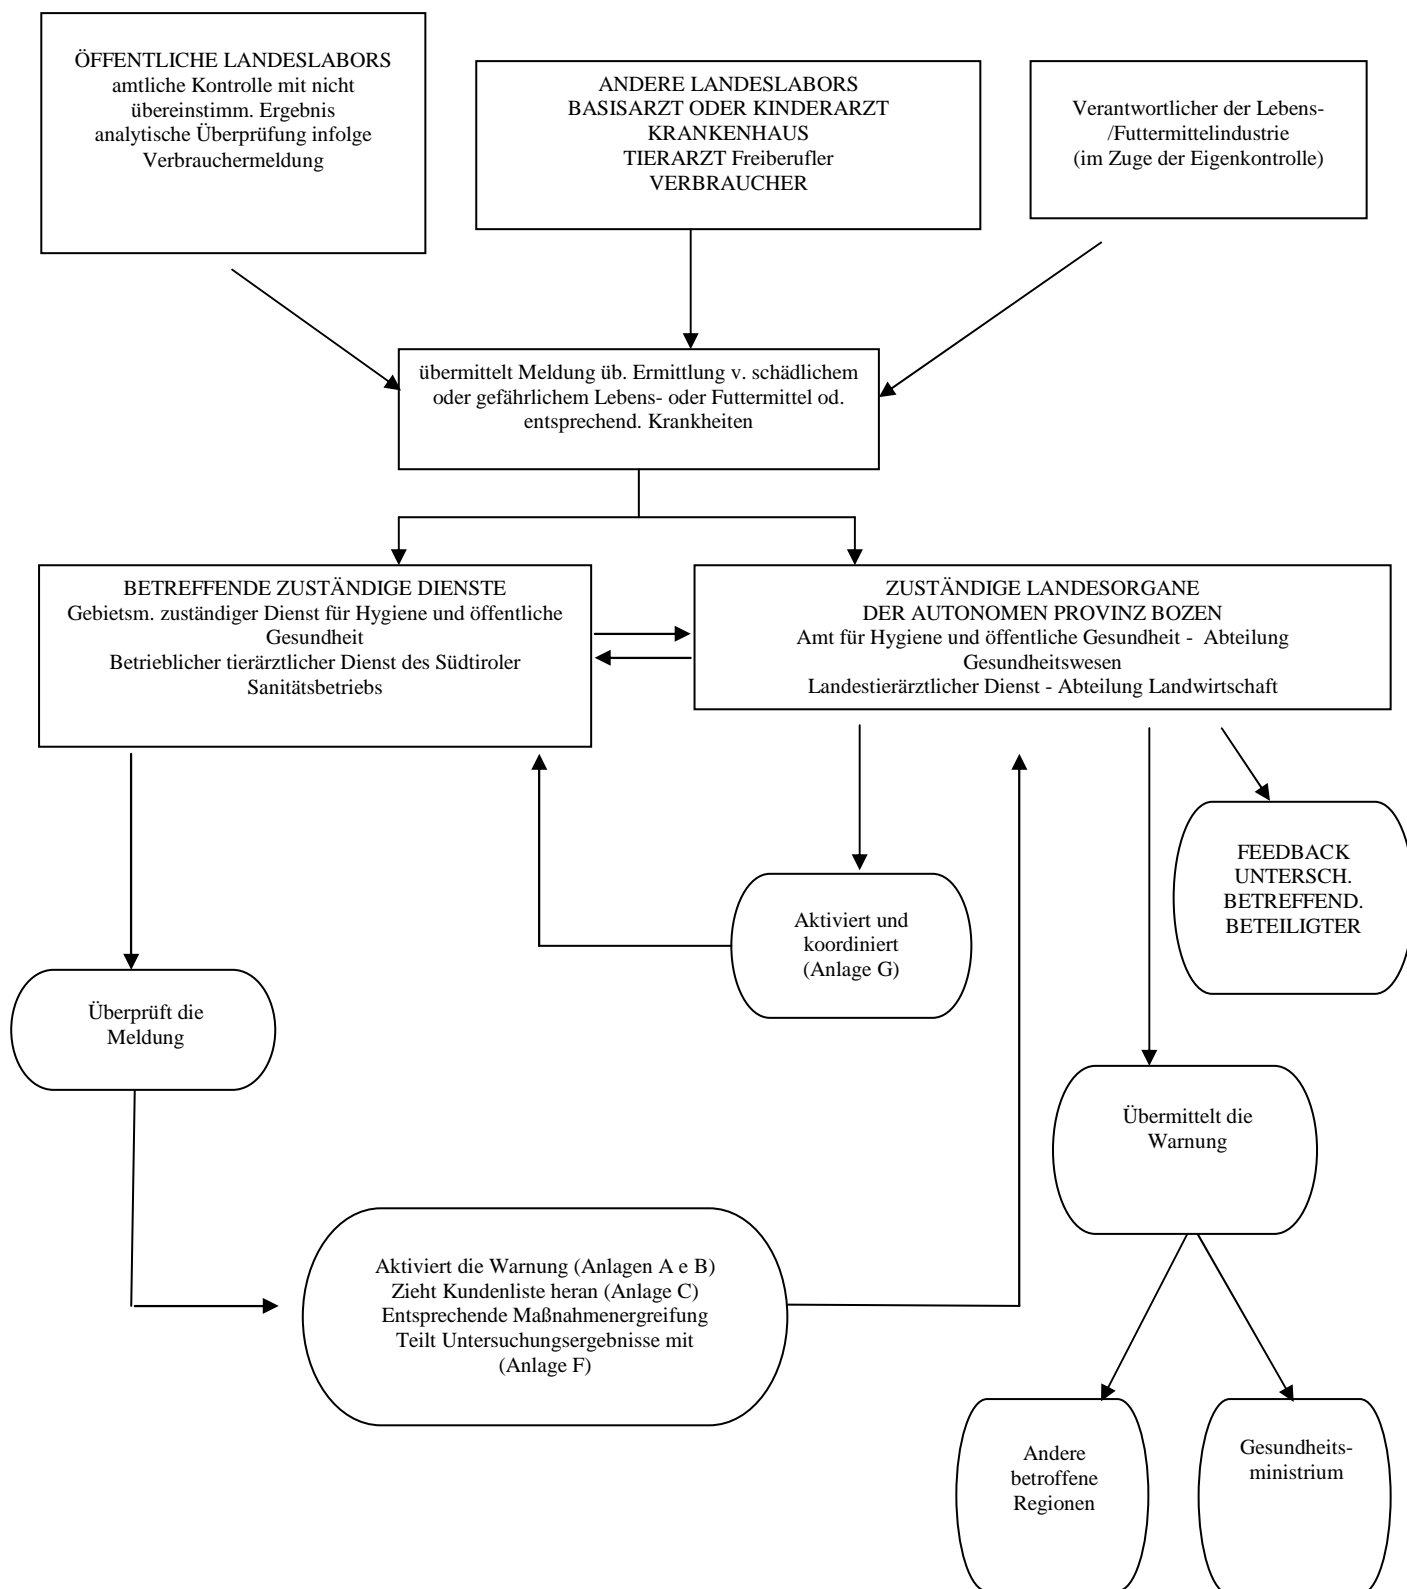 ÖFFENTLICHE LANDESLABORS
amtliche Kontrolle mit nicht
übereinstimm. Ergebnis
analytische Überprüfung infolge
Verbrauchermeldung
ANDERE LANDESLABORS
BASISARZT ODER KINDERARZT
KRANKENHAUS
TIERARZT Freiberufler
VERBRAUCHER
Verantwortlicher der Lebens-
/Futtermittelindustrie
(im Zuge der Eigenkontrolle)
übermittelt Meldung üb. Ermittlung v. schädlichem
oder gefährlichem Lebens- oder Futtermittel od.
entsprechend. Krankheiten
BETREFFENDE ZUSTÄNDIGE DIENSTE
Gebietsm. zuständiger Dienst für Hygiene und öffentliche
Gesundheit
Betrieblicher tierärztlicher Dienst des Südtiroler
Sanitätsbetriebs
ZUSTÄNDIGE LANDESORGANE
DER AUTONOMEN PROVINZ BOZEN
Amt für Hygiene und öffentliche Gesundheit - Abteilung
Gesundheitswesen
Landestierärztlicher Dienst - Abteilung Landwirtschaft
FEEDBACK
UNTERSCH.
BETREFFEND.
BETEILIGTER
Aktiviert und
koordiniert
(Anlage G)
Überprüft die
Meldung
Übermittelt die
Warnung
Aktiviert die Warnung (Anlagen A e B)
Zieht Kundenliste heran (Anlage C)
Entsprechende Maßnahmenergreifung
Teilt Untersuchungsergebnisse mit
(Anlage F)
Andere
betroffene
Regionen
Gesundheits-
ministrium